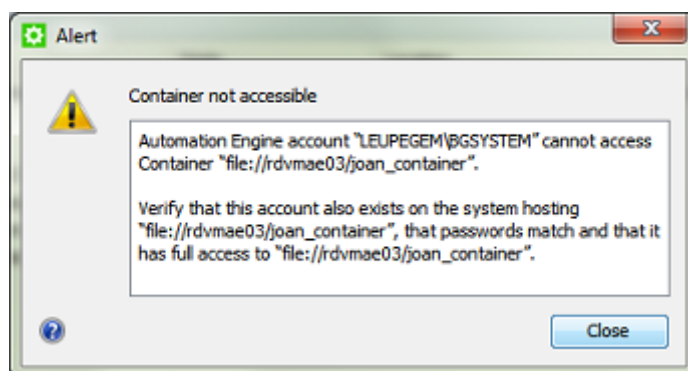 Alert
Container not accessible
Automation Engine account "LEUPEGEM\BGSYSTEM" cannot access
Container "file://rdvmae03/joan_container".
Verify that this account also exists on the system hosting
"file://rdvmae03/joan_container", that passwords match and that it
has full access to "file://rdvmae03/joan_container".
Close